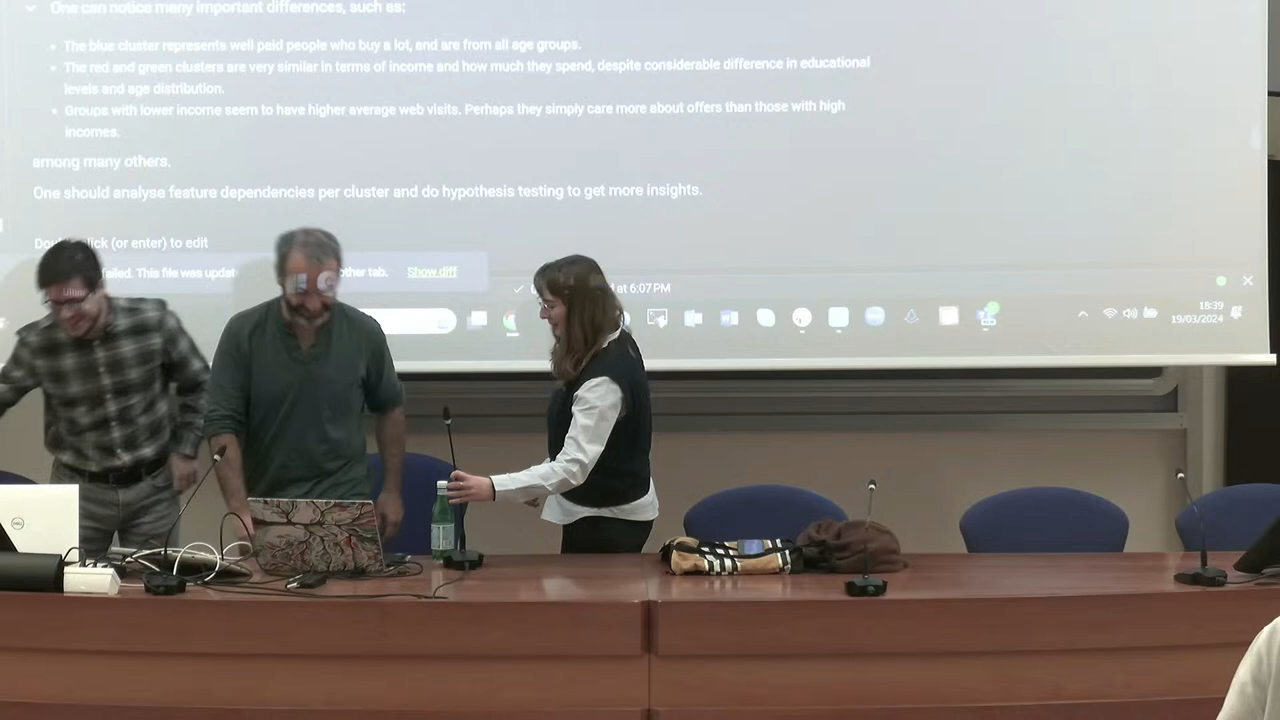 One can notice many important differences, such as:
The blue cluster represents well paid people who buy a lot, and are from all age groups.
The red and green clusters are very similar in terms of income and how much they spend, despite considerable difference in educational
levels and age distribution.
Groups with lower income seem to have higher average web visits. Perhaps they simply care more about offers than those with high
incomes.
among many others.
One should analyse feature dependencies per cluster and do hypothesis testing to get more insights.
(or enter) to edit
failed. This file was other tab. Show diff
at 6:07 PM
18:39
19/03/2024
DELL